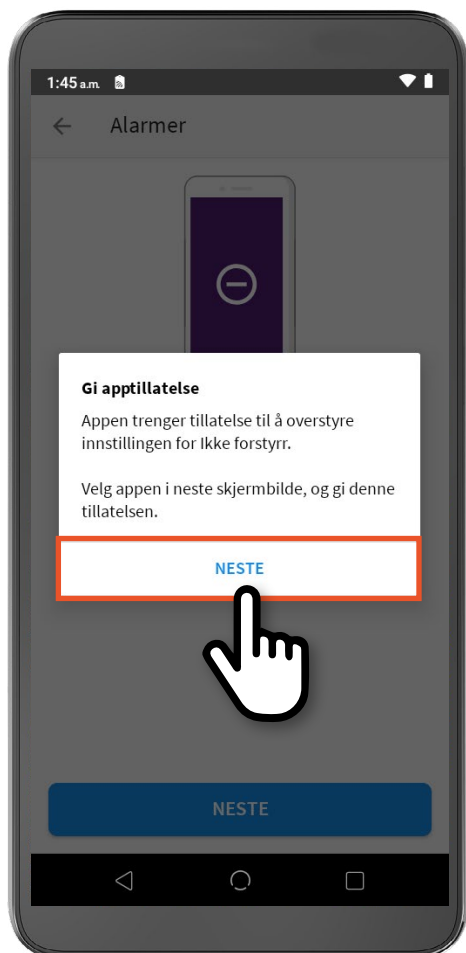 1:45 a.m.
Alarmer
Gi apptillatelse
Appen trenger tillatelse til å overstyre
innstillingen for Ikke forstyrr.
Velg appen i neste skjermbilde, og gi denne
tillatelsen.
NESTE
NESTE